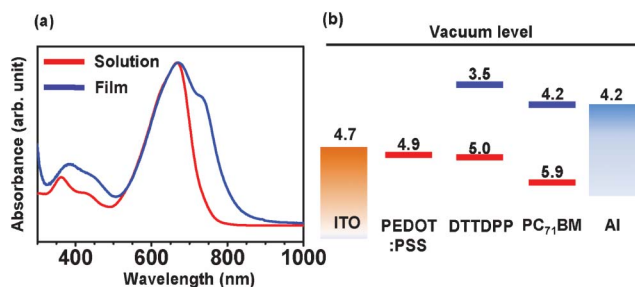 (a)
Absorbance (arb. unit)
Solution
Film
400
600
800
1000
Wavelength (nm)
(b)
Vacuum level
3.5
4.2
4.2
4.7
4.9
5.0
5.9
ITO
PEDOT
:PSS
DTTDPP
PC₇₁BM
Al